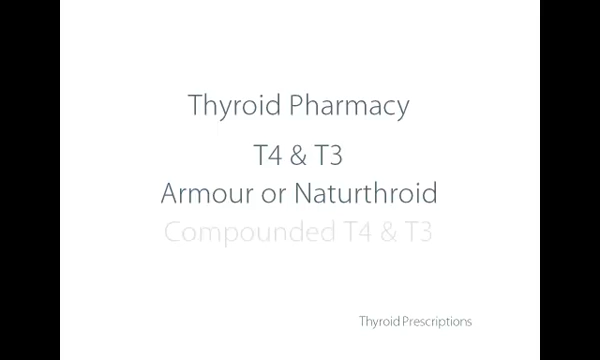 Thyroid Pharmacy
T4 & T3
Armour or Naturthroid
Compounded T4 & T3
Thyroid Prescriptions